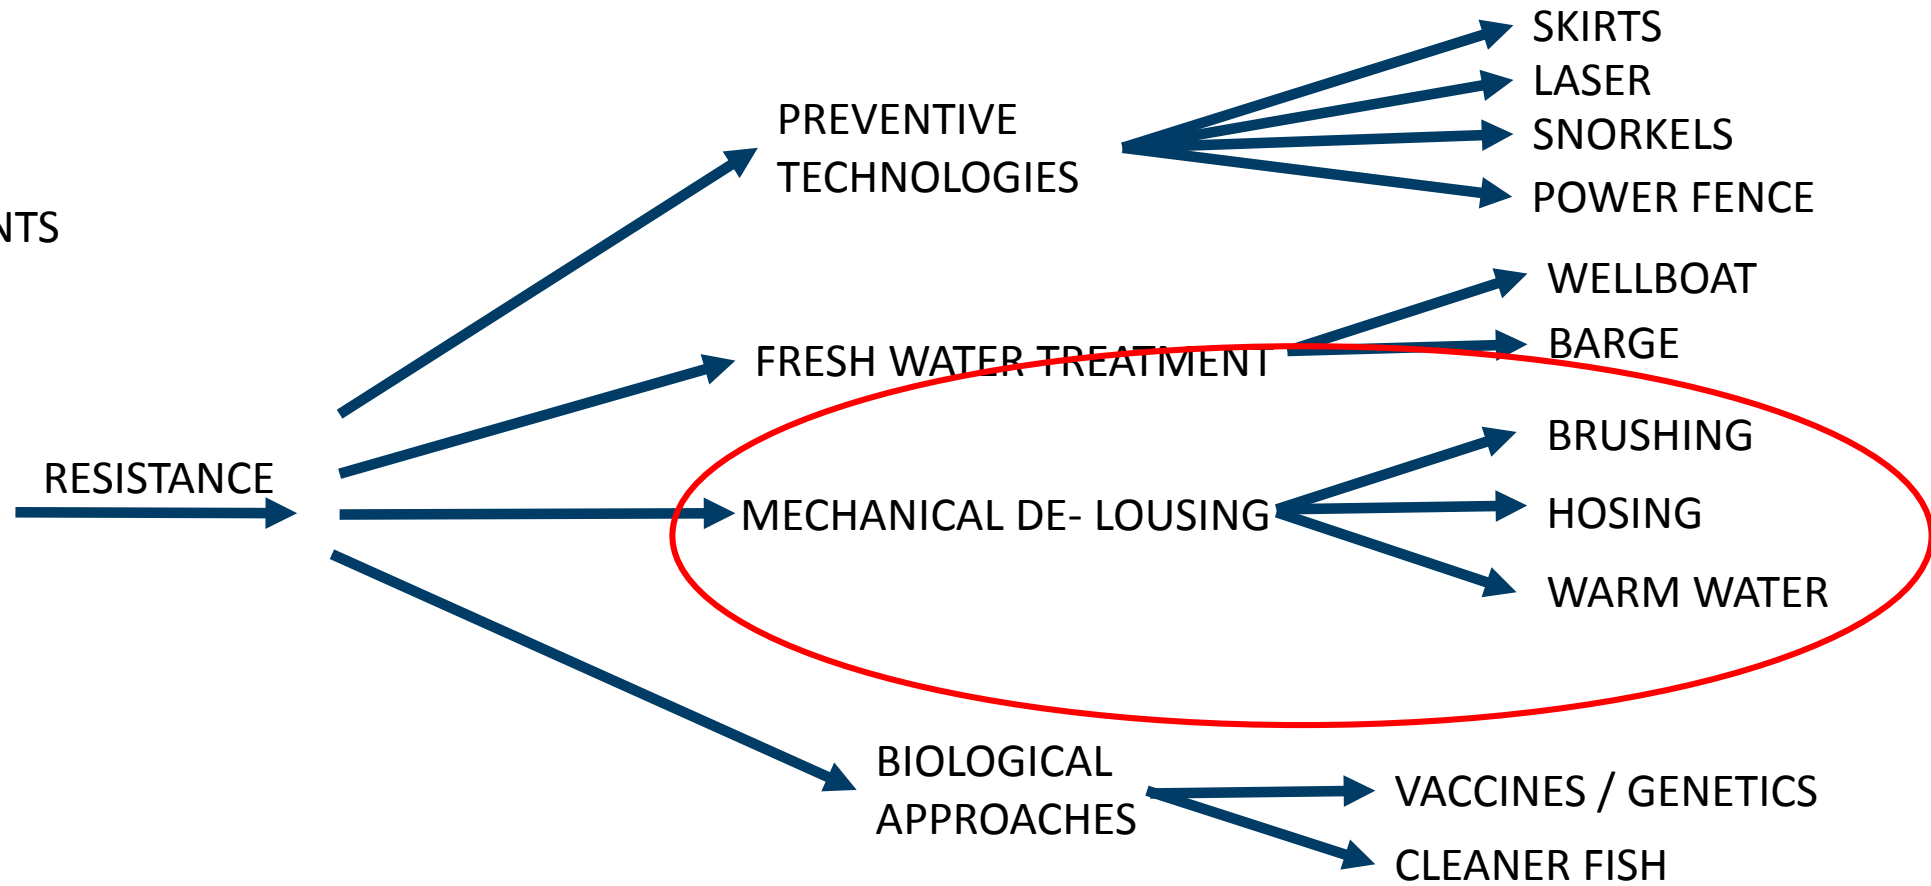 SKIRTS
LASER
SNORKELS
POWER FENCE
PREVENTIVE
TECHNOLOGIES
NTS
WELLBOAT
BARGE
FRESH WATER TREATMENT
BRUSHING
HOSING
WARM WATER
RESISTANCE
MECHANICAL DE- LOUSING
BIOLOGICAL
APPROACHES
VACCINES / GENETICS
CLEANER FISH